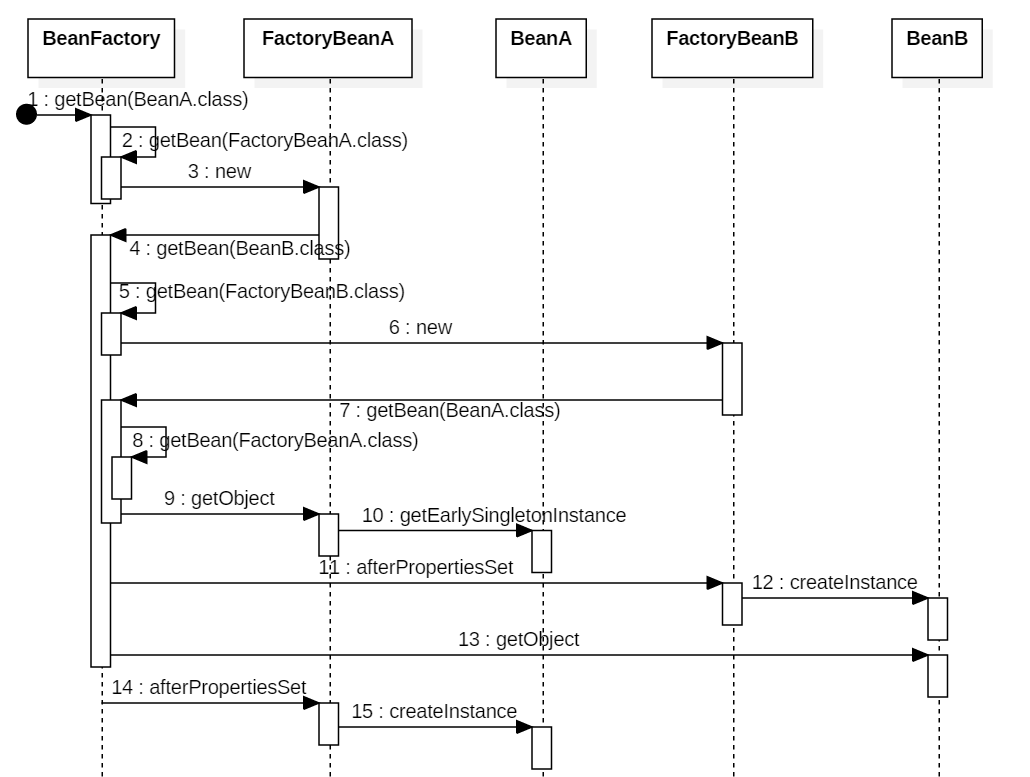 BeanFactory
FactoryBeanA
BeanA
FactoryBeanB
BeanB
1 : getBean(BeanA.class)
2 : getBean(FactoryBeanA.class)
3 : new
4 : getBean(BeanB.class)
5 : getBean(FactoryBeanB.class)
6 : new
7 : getBean(BeanA.class)
8 : getBean(FactoryBeanA.class)
9 : getObject
10 : getEarlySingletonInstance
11 : afterPropertiesSet
12 : createInstance
13 : getObject
14 : afterPropertiesSet
15 : createInstance